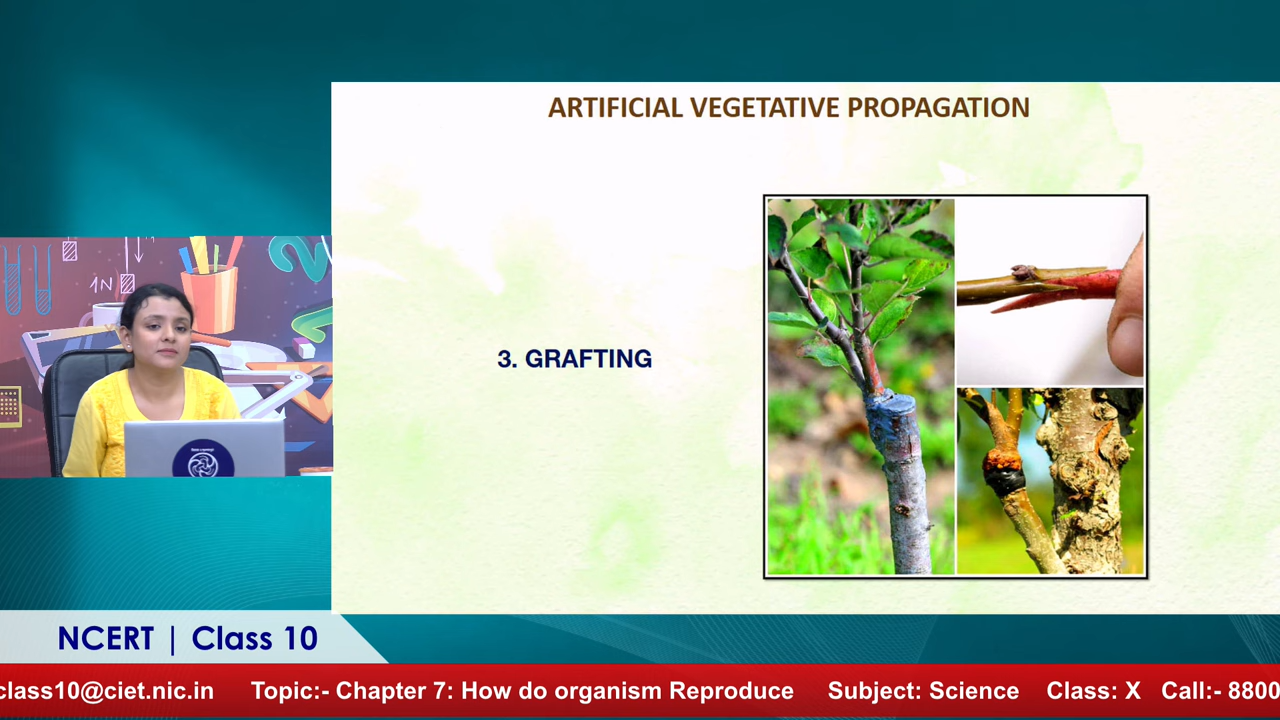 ARTIFICIAL VEGETATIVE PROPAGATION
1N
3. GRAFTING
NCERT | Class 10
class10@ciet.nic.in Topic:- Chapter 7: How do organism Reproduce Subject: Science Class: X Call:- 8800